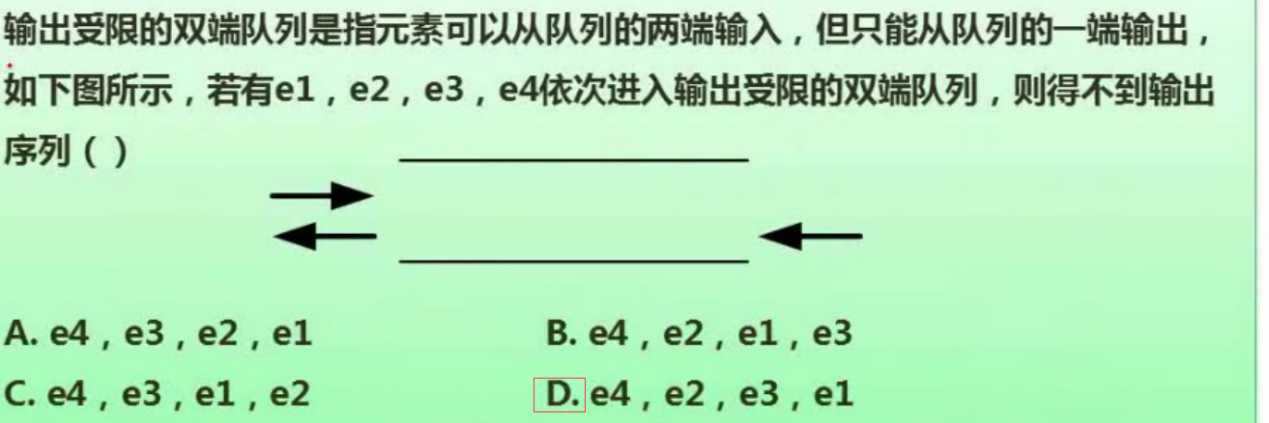 输出受限的双端队列是指元素可以从队列的两端输入，但只能从队列的一端输出，
如下图所示，若有e1，e2，e3，e4依次进入输出受限的双端队列，则得不到输出
序列（ ）
A. e4，e3，e2，e1 B. e4，e2，e1，e3
C. e4，e3，e1，e2 D. e4，e2，e3，e1